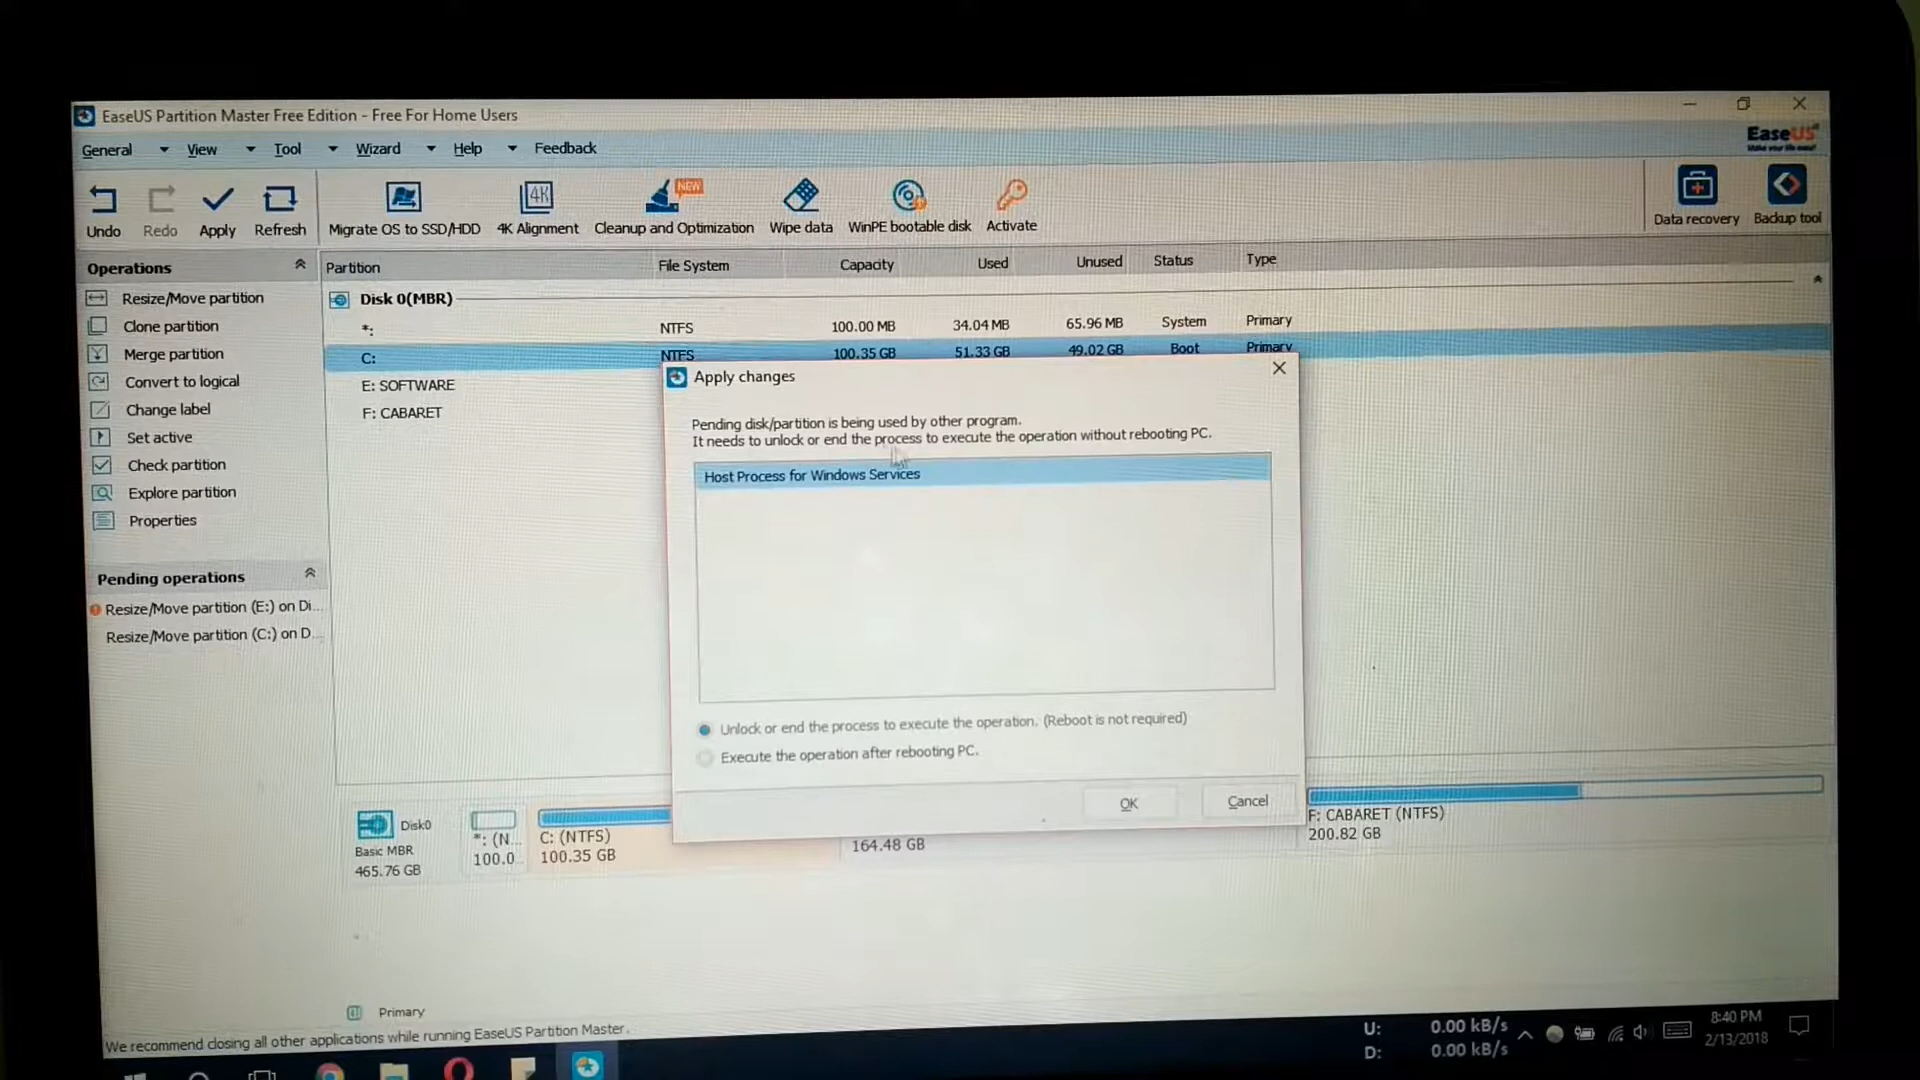 EaseUS Partition Master Free Edition - Free For Home Users
EaseUS
General View Tool Wizard Help Feedback
NEW
4K
Undo Redo Apply Refresh Migrate OS to SSD/HDD 4K Alignment Cleanup and Optimization Wipe data WinPE bootable disk Activate Data recovery Backup tool
Operations
Resize/Move partition
Clone partition
Merge partition
Convert to logical
Change label
Set active
Check partition
Explore partition
Properties
Pending operations
Resize/Move partition (E:) on Di...
Resize/Move partition (C:) on D...
Partition File System Capacity Used Unused Status Type
Disk 0(MBR)
*: NTFS 100.00 MB 34.04 MB 65.96 MB System Primary
C: NTFS 100.35 GB 51.33 GB 49.02 GB Boot Primary
E: SOFTWARE
F: CABARET
Apply changes
Pending disk/partition is being used by other program.
It needs to unlock or end the process to execute the operation without rebooting PC.
Host Process for Windows Services
Unlock or end the process to execute the operation. (Reboot is not required)
Execute the operation after rebooting PC.
OK Cancel
Disk0
Basic MBR
465.76 GB
*: (N...
100.0
C: (NTFS)
100.35 GB
164.48 GB
F: CABARET (NTFS)
200.82 GB
Primary
We recommend closing all other applications while running EaseUS Partition Master.
U: 0.00 kB/s
D: 0.00 kB/s
8:40 PM
2/13/2018